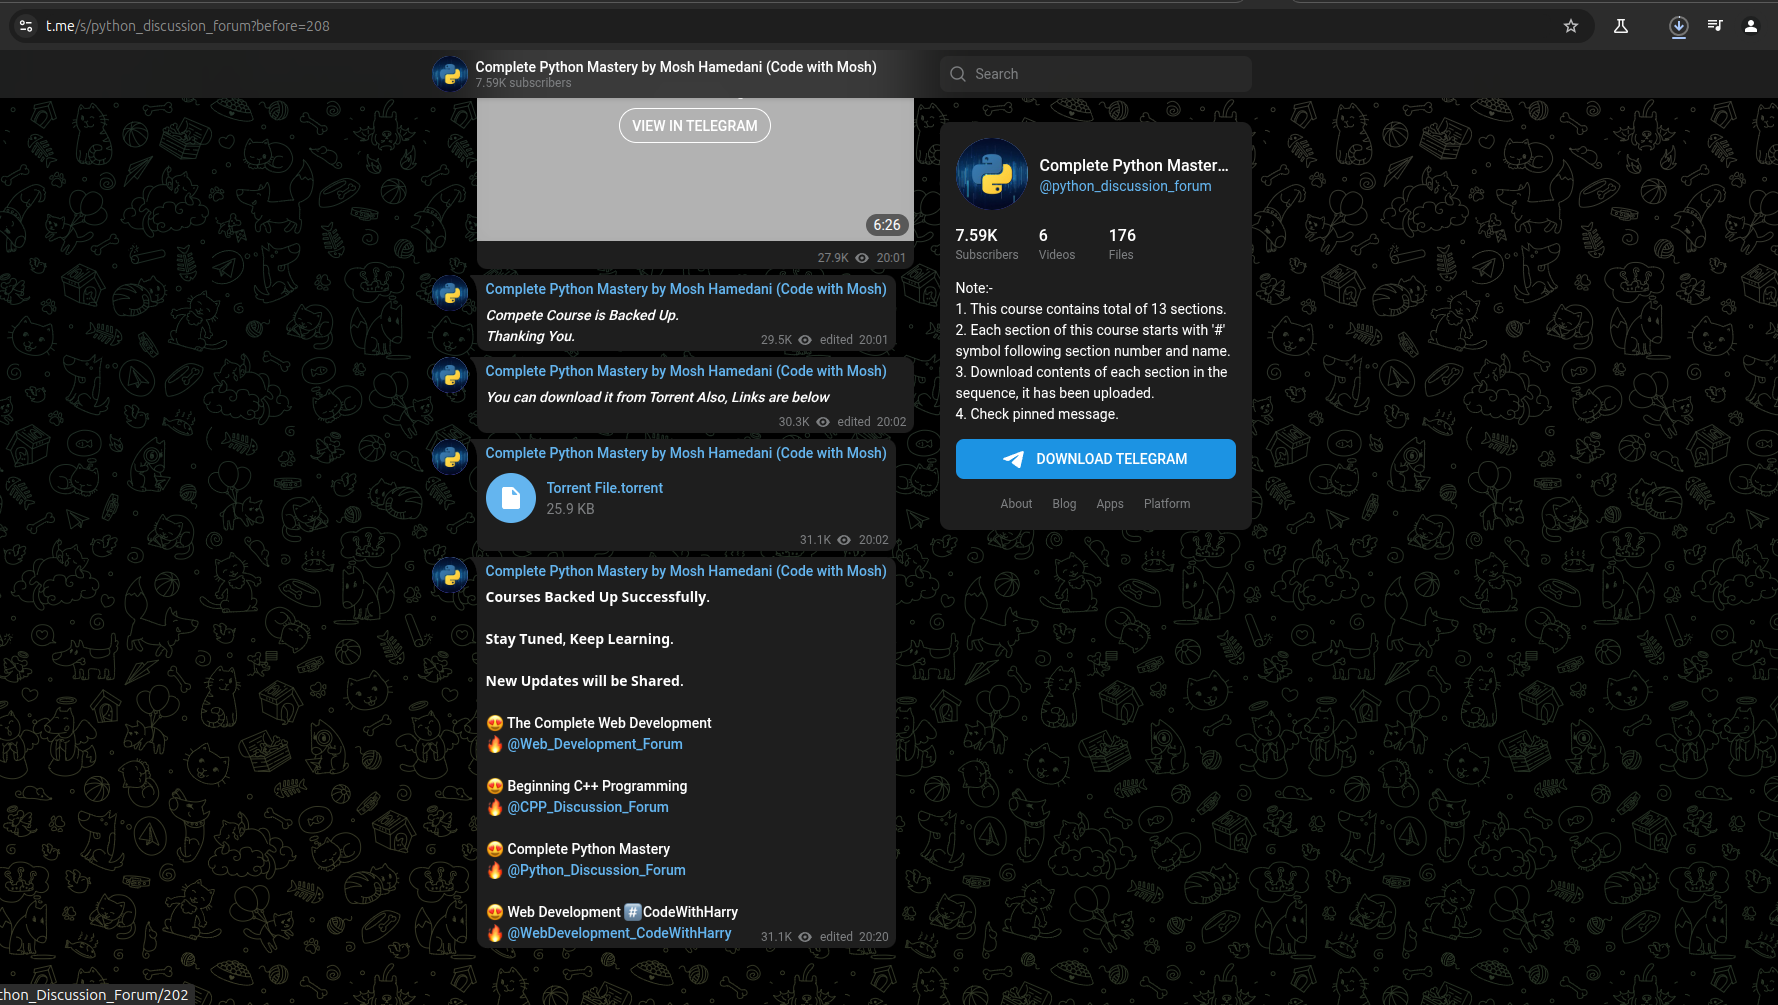 t.me/s/python_discussion_forum?before=208
Complete Python Mastery by Mosh Hamedani (Code with Mosh)
7.59K subscribers
Search
VIEW IN TELEGRAM
6:26
27.9K 20:01
Complete Python Mastery by Mosh Hamedani (Code with Mosh)
Compete Course is Backed Up.
Thanking You.
29.5K edited 20:01
Complete Python Mastery by Mosh Hamedani (Code with Mosh)
You can download it from Torrent Also, Links are below
30.3K edited 20:02
Complete Python Mastery by Mosh Hamedani (Code with Mosh)
Torrent File.torrent
25.9 KB
31.1K 20:02
Complete Python Mastery by Mosh Hamedani (Code with Mosh)
Courses Backed Up Successfully.
Stay Tuned, Keep Learning.
New Updates will be Shared.
😍 The Complete Web Development
🔥 @Web_Development_Forum
😍 Beginning C++ Programming
🔥 @CPP_Discussion_Forum
😍 Complete Python Mastery
🔥 @Python_Discussion_Forum
😍 Web Development #️⃣CodeWithHarry
🔥 @WebDevelopment_CodeWithHarry
31.1K edited 20:20
Complete Python Master...
@python_discussion_forum
7.59K 6 176
Subscribers Videos Files
Note:-
1. This course contains total of 13 sections.
2. Each section of this course starts with '#'
symbol following section number and name.
3. Download contents of each section in the
sequence, it has been uploaded.
4. Check pinned message.
DOWNLOAD TELEGRAM
About Blog Apps Platform
thon_Discussion_Forum/202